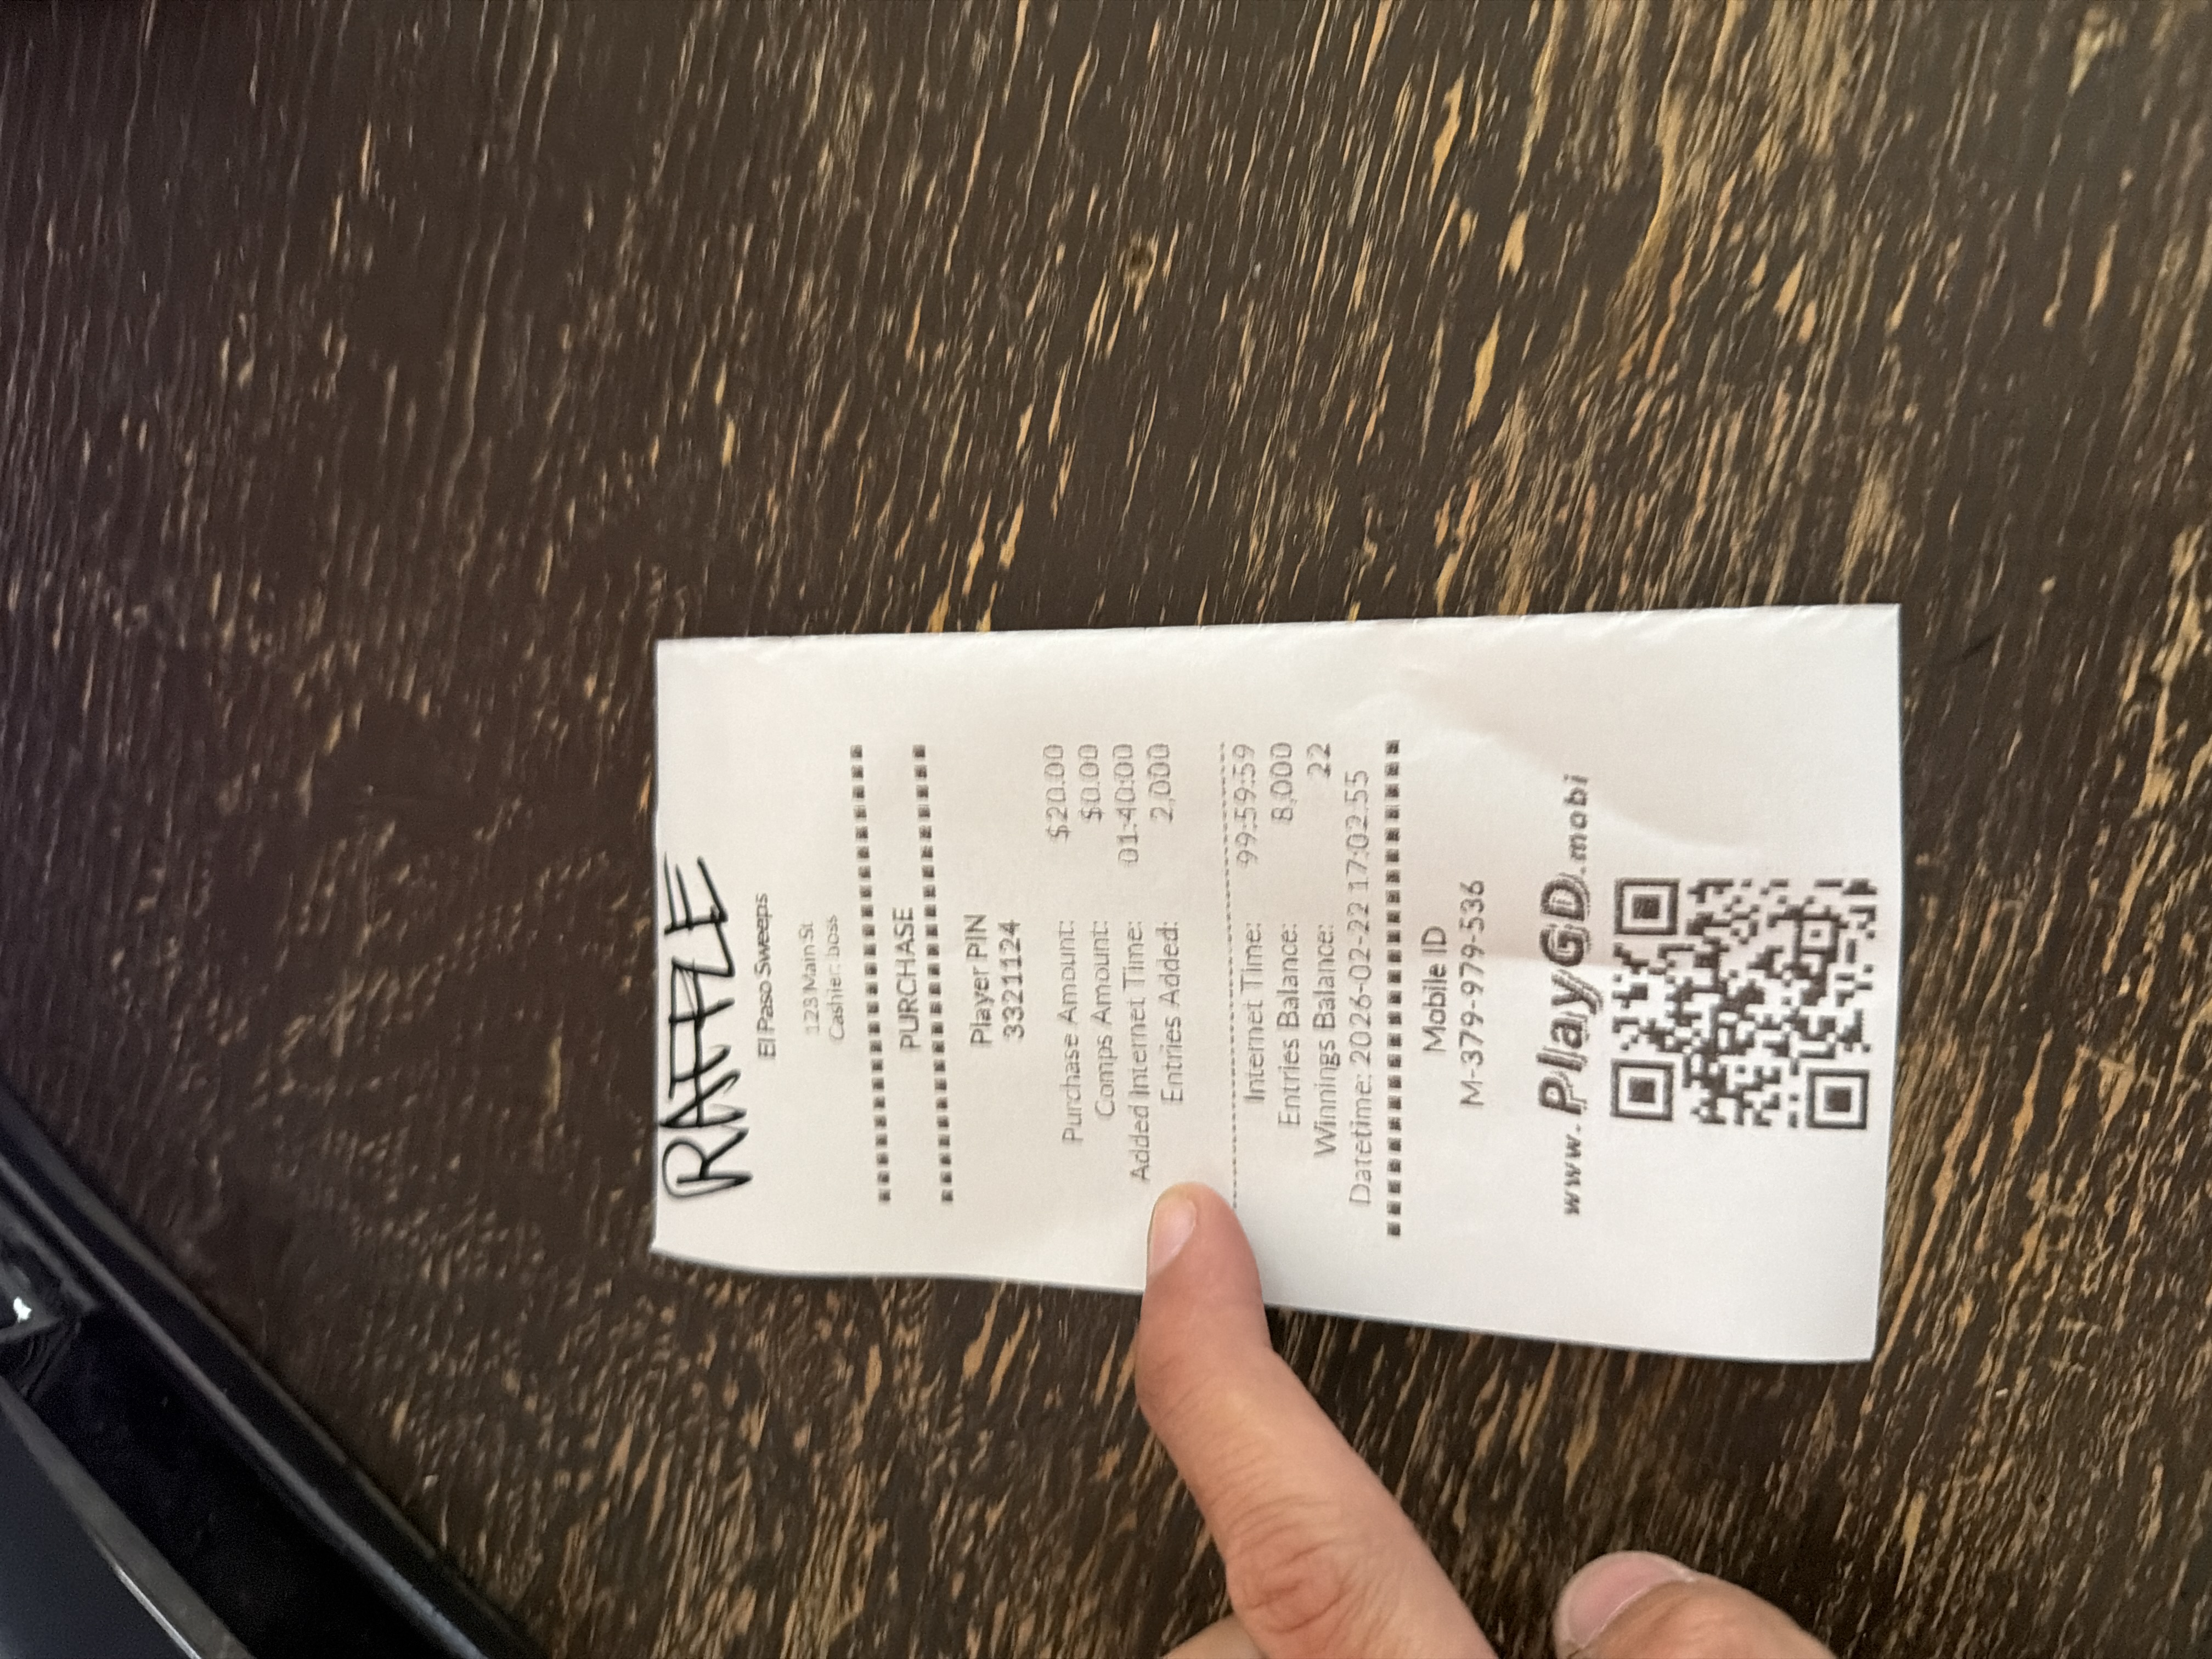 RAFFLE
El Paso Sweeps
123 Main St
Cashier: boss
PURCHASE
Player PIN
3321124
Purchase Amount: $20.00
Comps Amount: $0.00
Added Internet Time: 01:40:00
Entries Added: 2,000
Internet Time: 99:59:59
Entries Balance: 8,000
Winnings Balance: 22
Datetime: 2026-02-22 17:02:55
Mobile ID
M-379-979-536
www.PlayGD.mobi